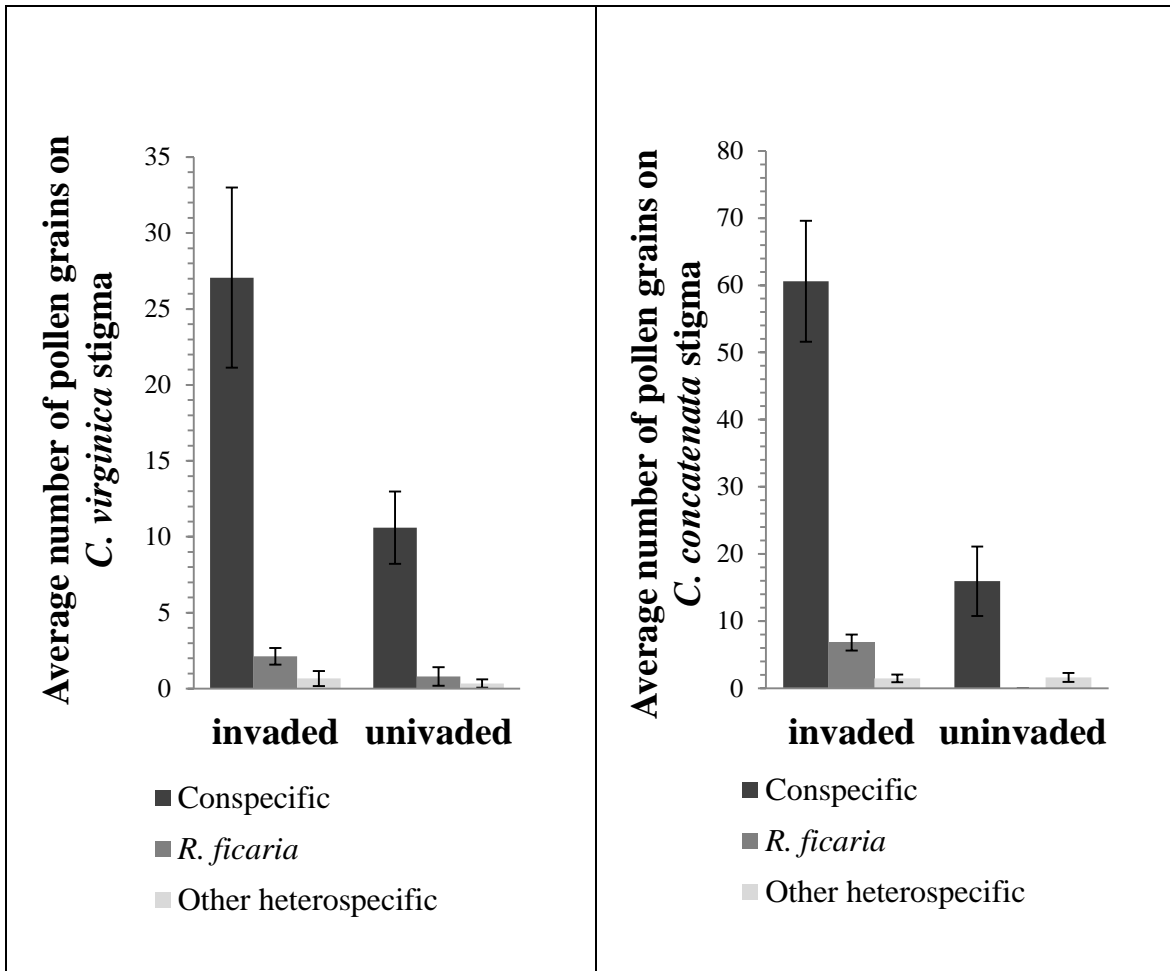 Average number of pollen grains on
C. virginica stigma
35
30
25
20
15
10
5
0
invaded univaded
Conspecific
R. ficaria
Other heterospecific
Average number of pollen grains on
C. concatenata stigma
80
70
60
50
40
30
20
10
0
invaded uninvaded
Conspecific
R. ficaria
Other heterospecific